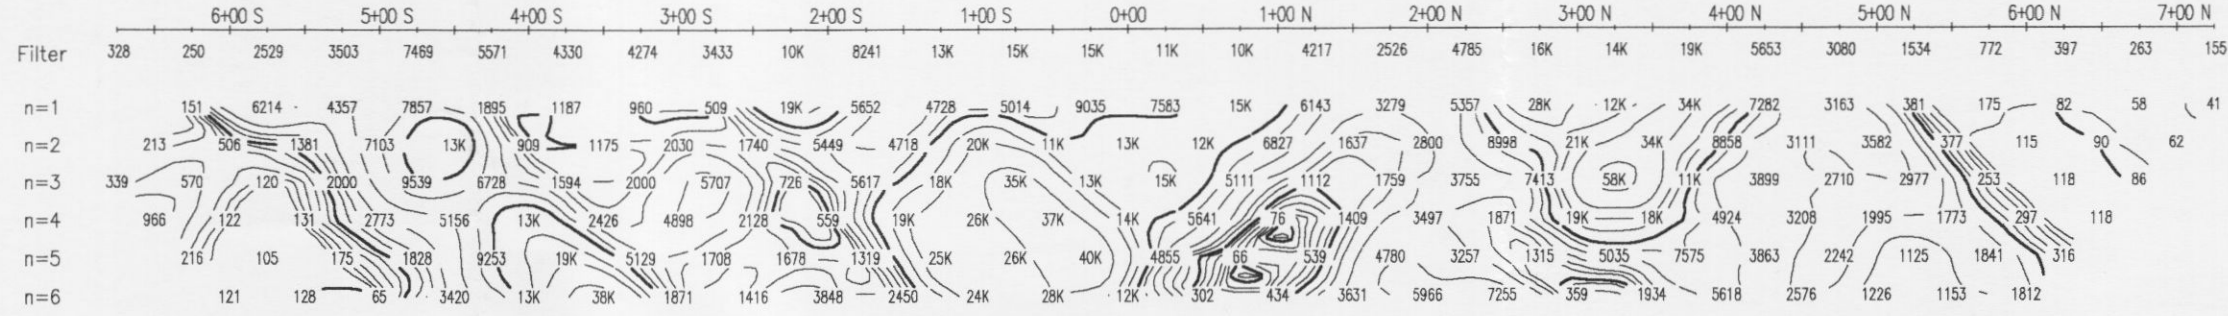 6+00 S 5+00 S 4+00 S 3+00 S 2+00 S 1+00 S 0+00 1+00 N 2+00 N 3+00 N 4+00 N 5+00 N 6+00 N 7+00 N
Filter 328 250 2529 3503 7469 5571 4330 4274 3433 10K 8241 13K 15K 15K 11K 10K 4217 2526 4785 16K 14K 19K 5653 3080 1534 772 397 263 155
n=1 151 6214 4357 7857 1895 1187 960 509 19K 5652 4728 5014 9035 7583 15K 6143 3279 5357 28K 12K 34K 7282 3163 381 175 82 58 41
n=2 213 506 1381 7103 13K 909 1175 2030 1740 5449 4718 20K 11K 13K 12K 6827 1637 2800 8998 21K 34K 8858 3111 3582 377 115 90 62
n=3 339 570 120 2000 9539 6728 1594 2000 5707 726 5617 18K 35K 13K 15K 5111 1112 1759 3755 7413 58K 11K 3899 2710 2977 253 118 86
n=4 966 122 131 2773 5156 13K 2426 4898 2128 559 19K 26K 37K 14K 5641 76 1409 3497 1871 19K 18K 4924 3208 1995 1773 297 118
n=5 216 105 175 1828 9253 19K 5129 1708 1678 1319 25K 26K 40K 4855 66 539 4780 3257 1315 5035 7575 3863 2242 1125 1841 316
n=6 121 128 65 3420 13K 38K 1871 1416 3848 2450 24K 28K 12K 302 434 3631 5966 7255 359 1934 5618 2576 1226 1153 1812